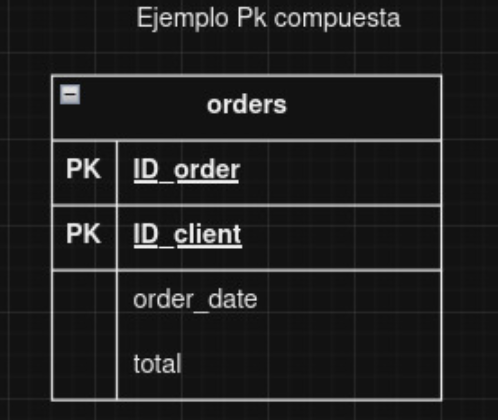 Ejemplo Pk compuesta
orders
PK ID_order
PK ID_client
order_date
total